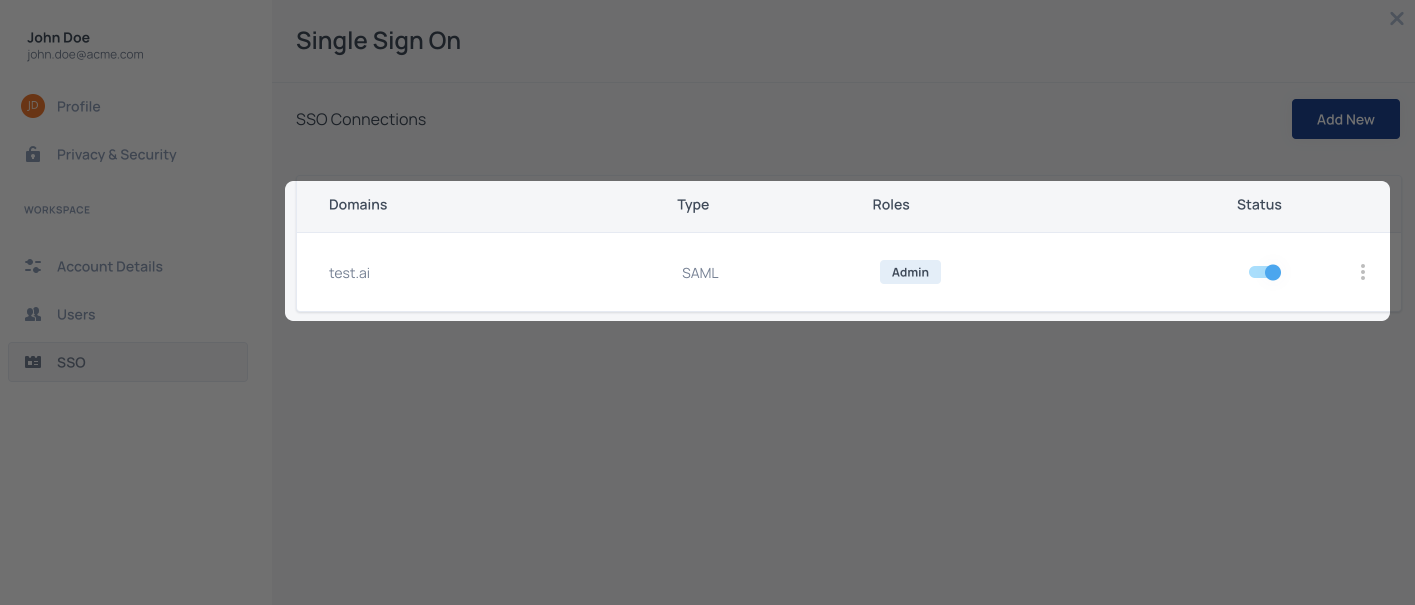 John Doe
john.doe@acme.com
JD Profile
Privacy & Security
WORKSPACE
Account Details
Users
SSO
Single Sign On
SSO Connections
Add New
Domains Type Roles Status
test.ai SAML Admin